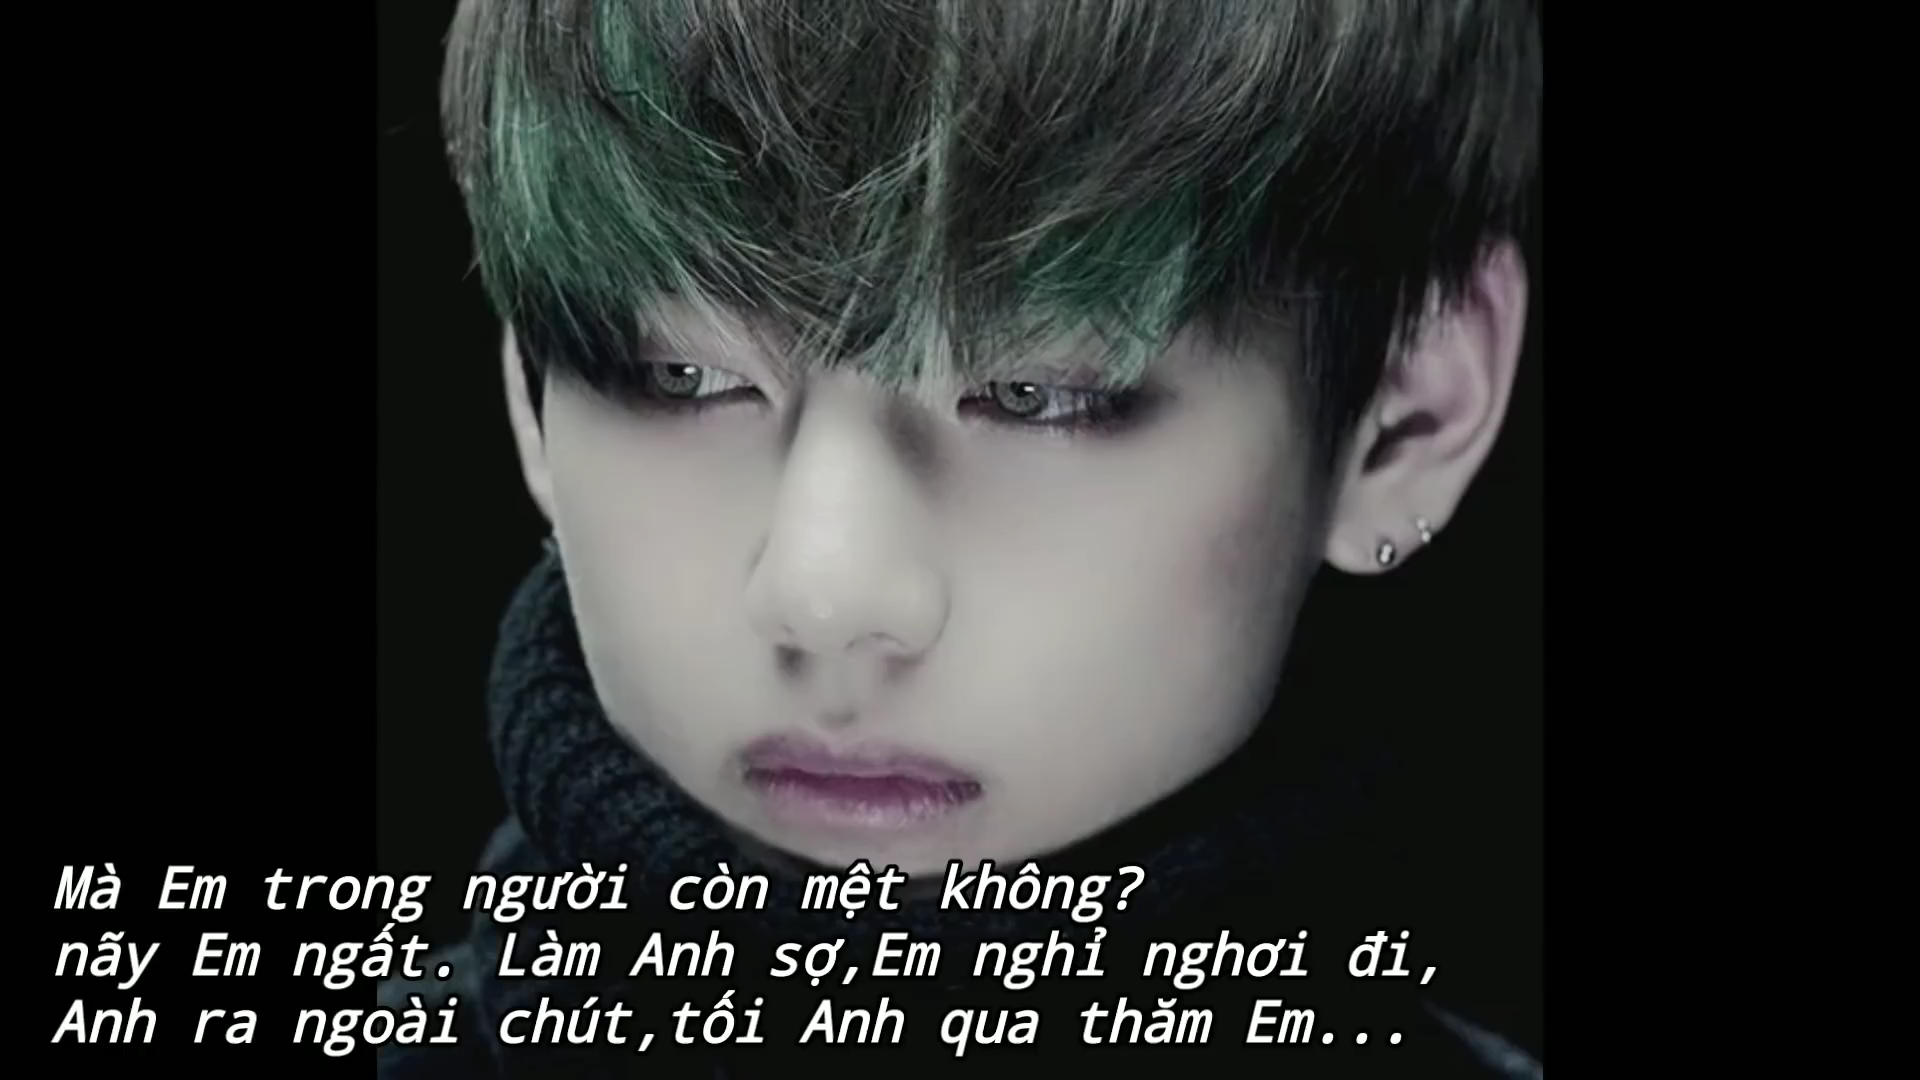 Mà Em trong người còn mệt không?
nãy Em ngất. Làm Anh sợ,Em nghỉ nghơi đi,
Anh ra ngoài chút,tối Anh qua thăm Em...